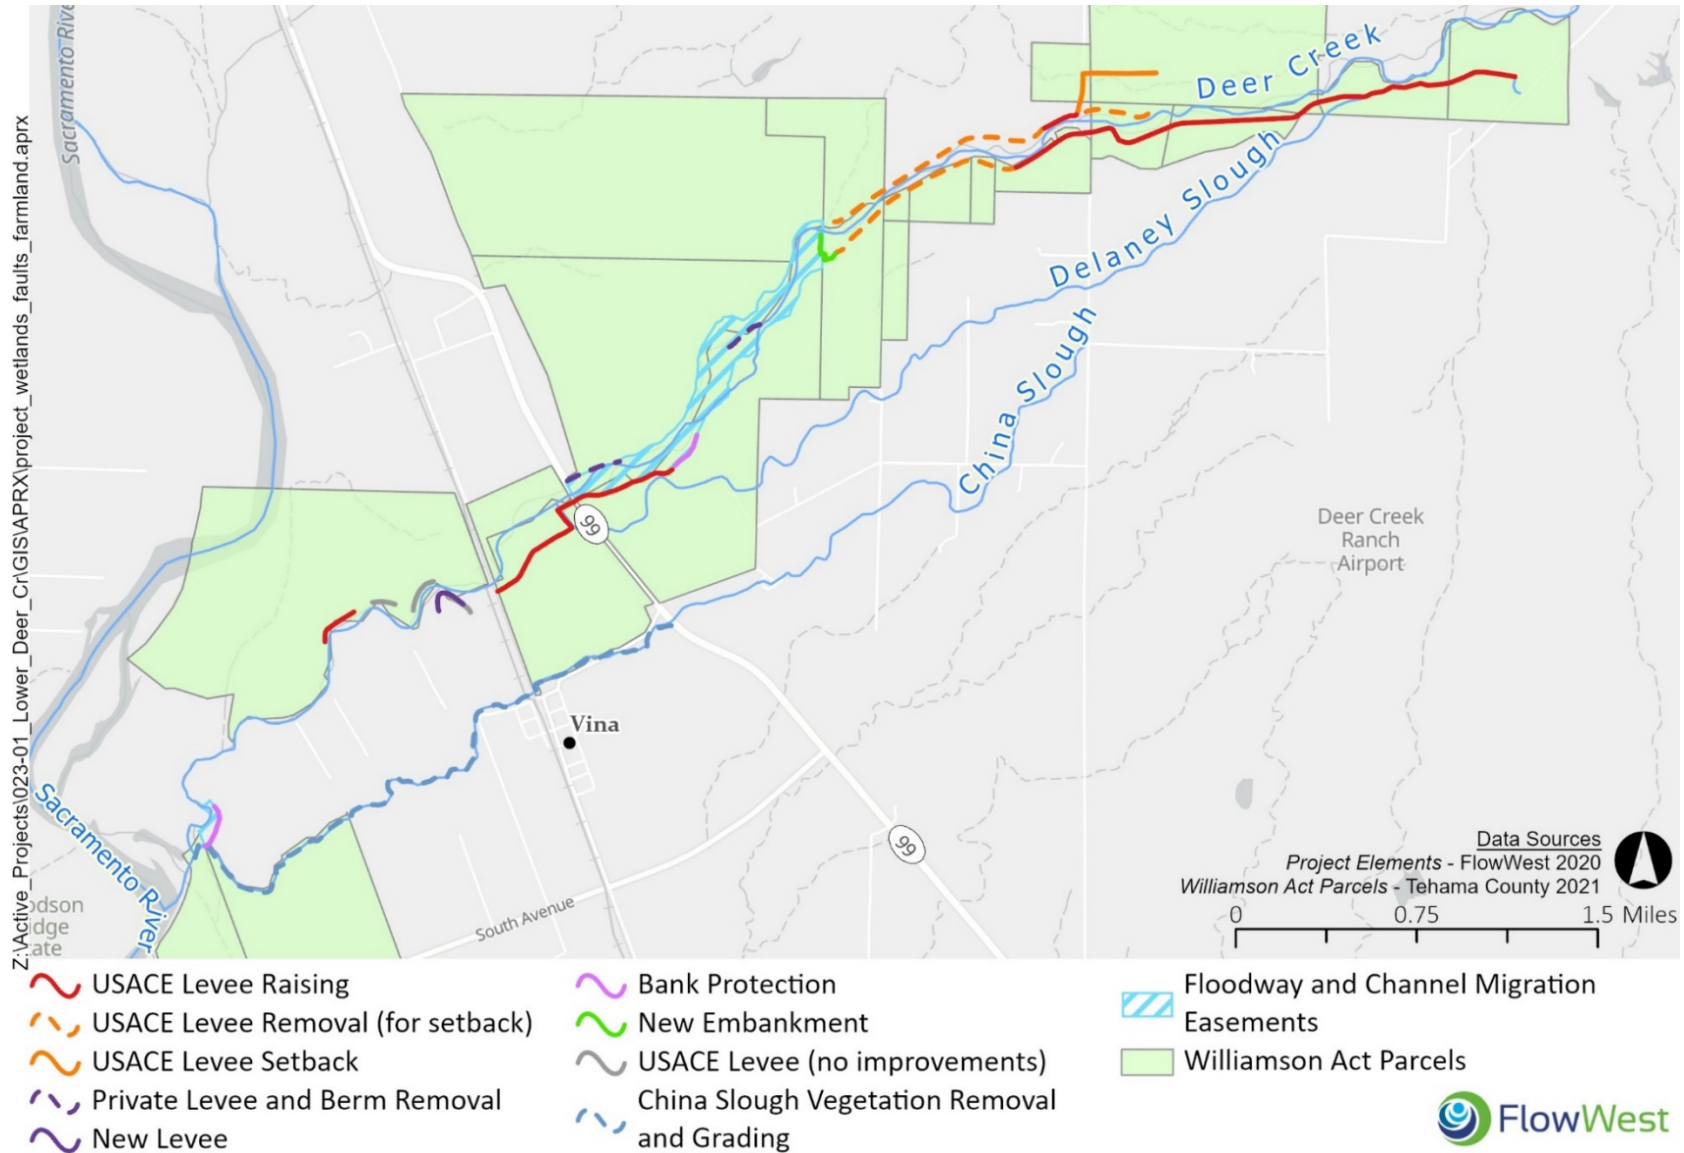 Z:\Active_Projects\023-01_Lower_Deer_Cr\GIS\APRX\project_wetlands_faults_farmland.aprx
Sacramento River
Deer Creek
Delaney Slough
China Slough
99
Deer Creek
Ranch
Airport
Vina
Sacramento River
99
South Avenue
Data Sources
Project Elements - FlowWest 2020
Williamson Act Parcels - Tehama County 2021
0 0.75 1.5 Miles
USACE Levee Raising
USACE Levee Removal (for setback)
USACE Levee Setback
Private Levee and Berm Removal
New Levee
Bank Protection
New Embankment
USACE Levee (no improvements)
China Slough Vegetation Removal
and Grading
Floodway and Channel Migration
Easements
Williamson Act Parcels
FlowWest